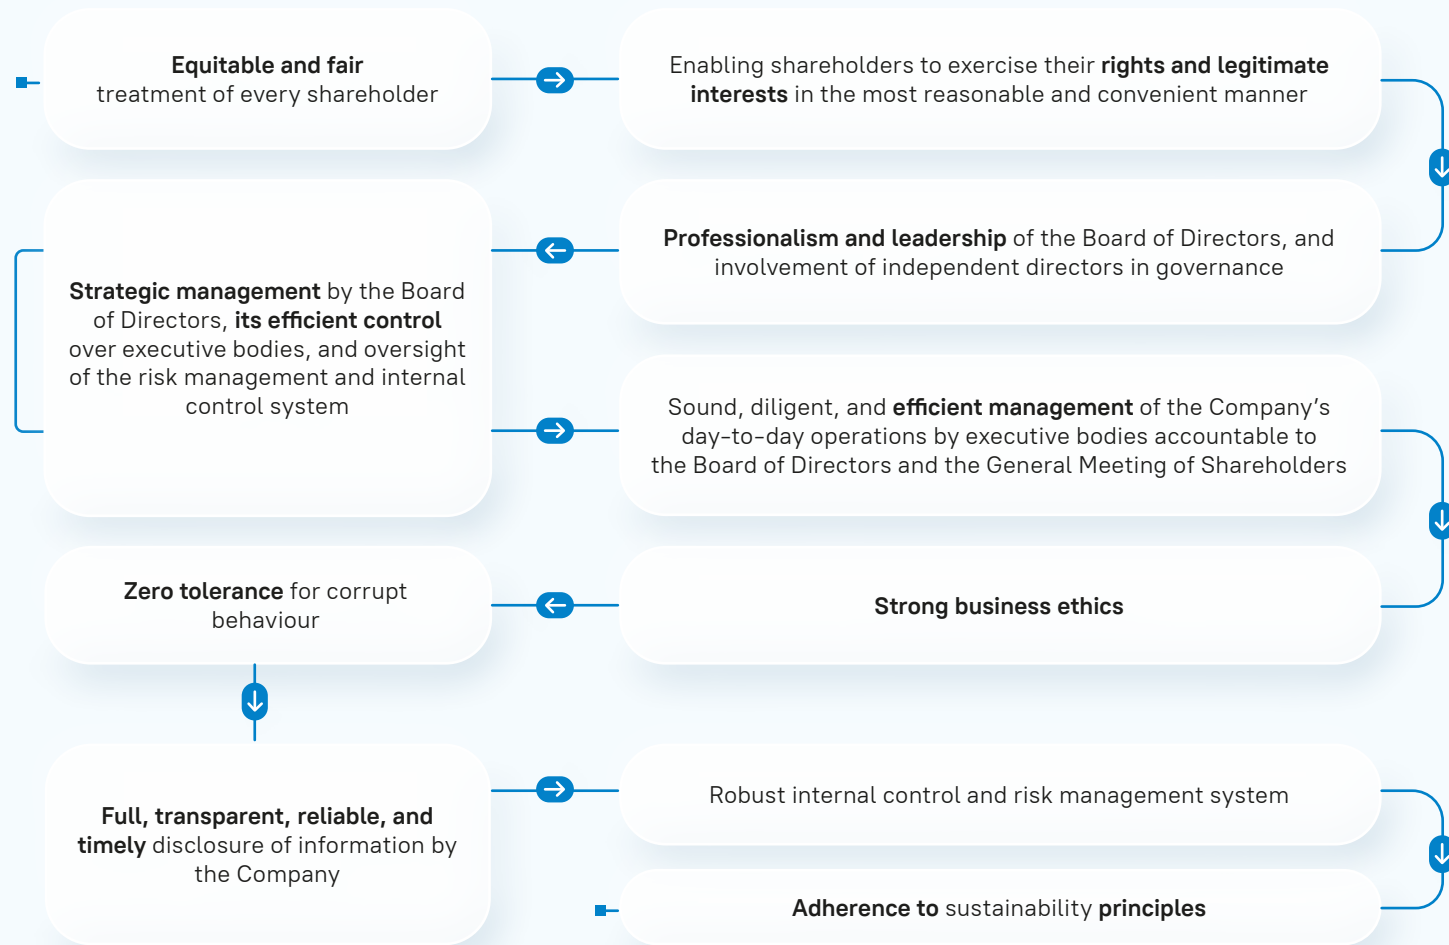 Equitable and fair
treatment of every shareholder
Enabling shareholders to exercise their rights and legitimate
interests in the most reasonable and convenient manner
Professionalism and leadership of the Board of Directors, and
involvement of independent directors in governance
Strategic management by the Board
of Directors, its efficient control
over executive bodies, and oversight
of the risk management and internal
control system
Sound, diligent, and efficient management of the Company’s
day-to-day operations by executive bodies accountable to
the Board of Directors and the General Meeting of Shareholders
Strong business ethics
Zero tolerance for corrupt
behaviour
Full, transparent, reliable, and
timely disclosure of information by
the Company
Robust internal control and risk management system
Adherence to sustainability principles